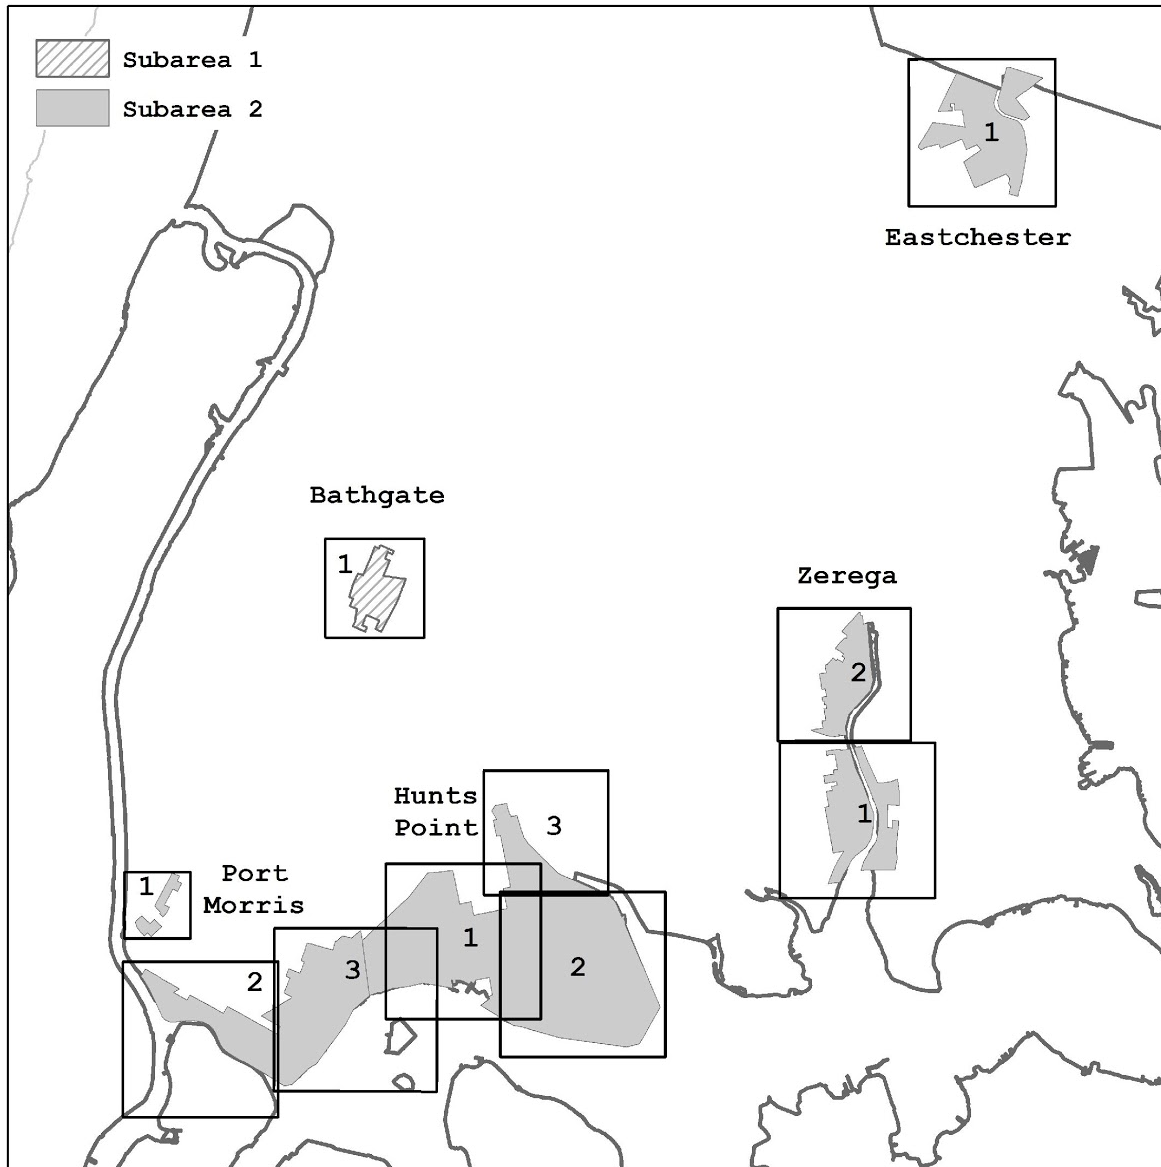 Subarea 1
Subarea 2
1
Eastchester
Bathgate
1
Zerega
2
1
Hunts
Point
3
1
2
Port
Morris
1
2
3